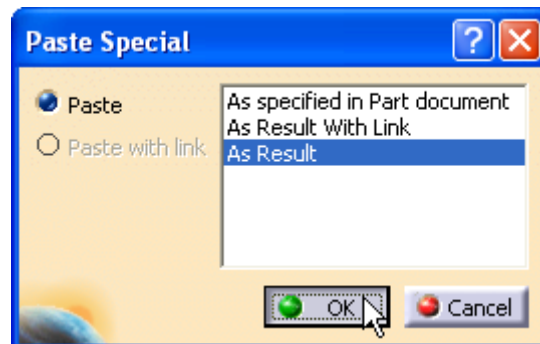 Paste Special
Paste
Paste with link
As specified in Part document
As Result With Link
As Result
OK
Cancel